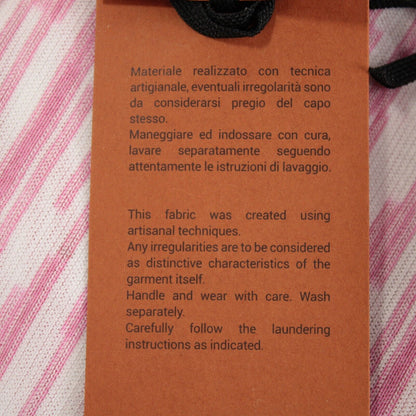 Materiale realizzato con tecnica
artigianale, eventuali irregolarità sono
da considerarsi pregio del capo
stesso.
Maneggiare ed indossare con cura,
lavare separatamente seguendo
attentamente le istruzioni di lavaggio.
This fabric was created using
artisanal techniques.
Any irregularities are to be considered
as distinctive characteristics of the
garment itself.
Handle and wear with care. Wash
separately.
Carefully follow the laundering
instructions as indicated.